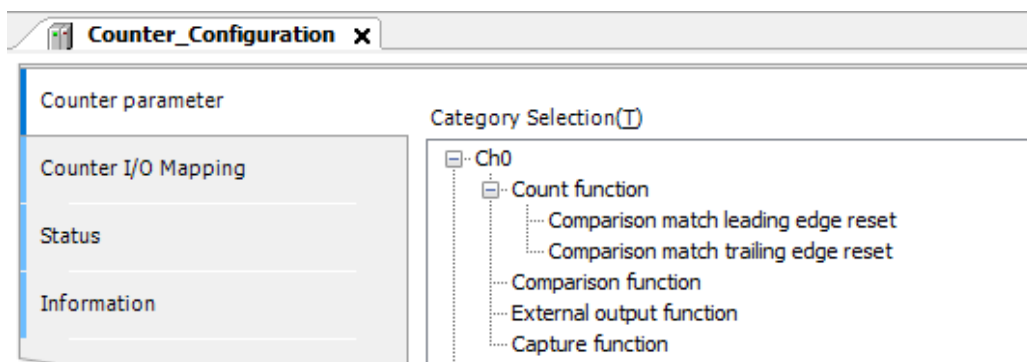 Counter_Configuration
Counter parameter
Category Selection(T)
Ch0
Counter I/O Mapping
Count function
Comparison match leading edge reset
Status
Comparison match trailing edge reset
Comparison function
Information
External output function
Capture function